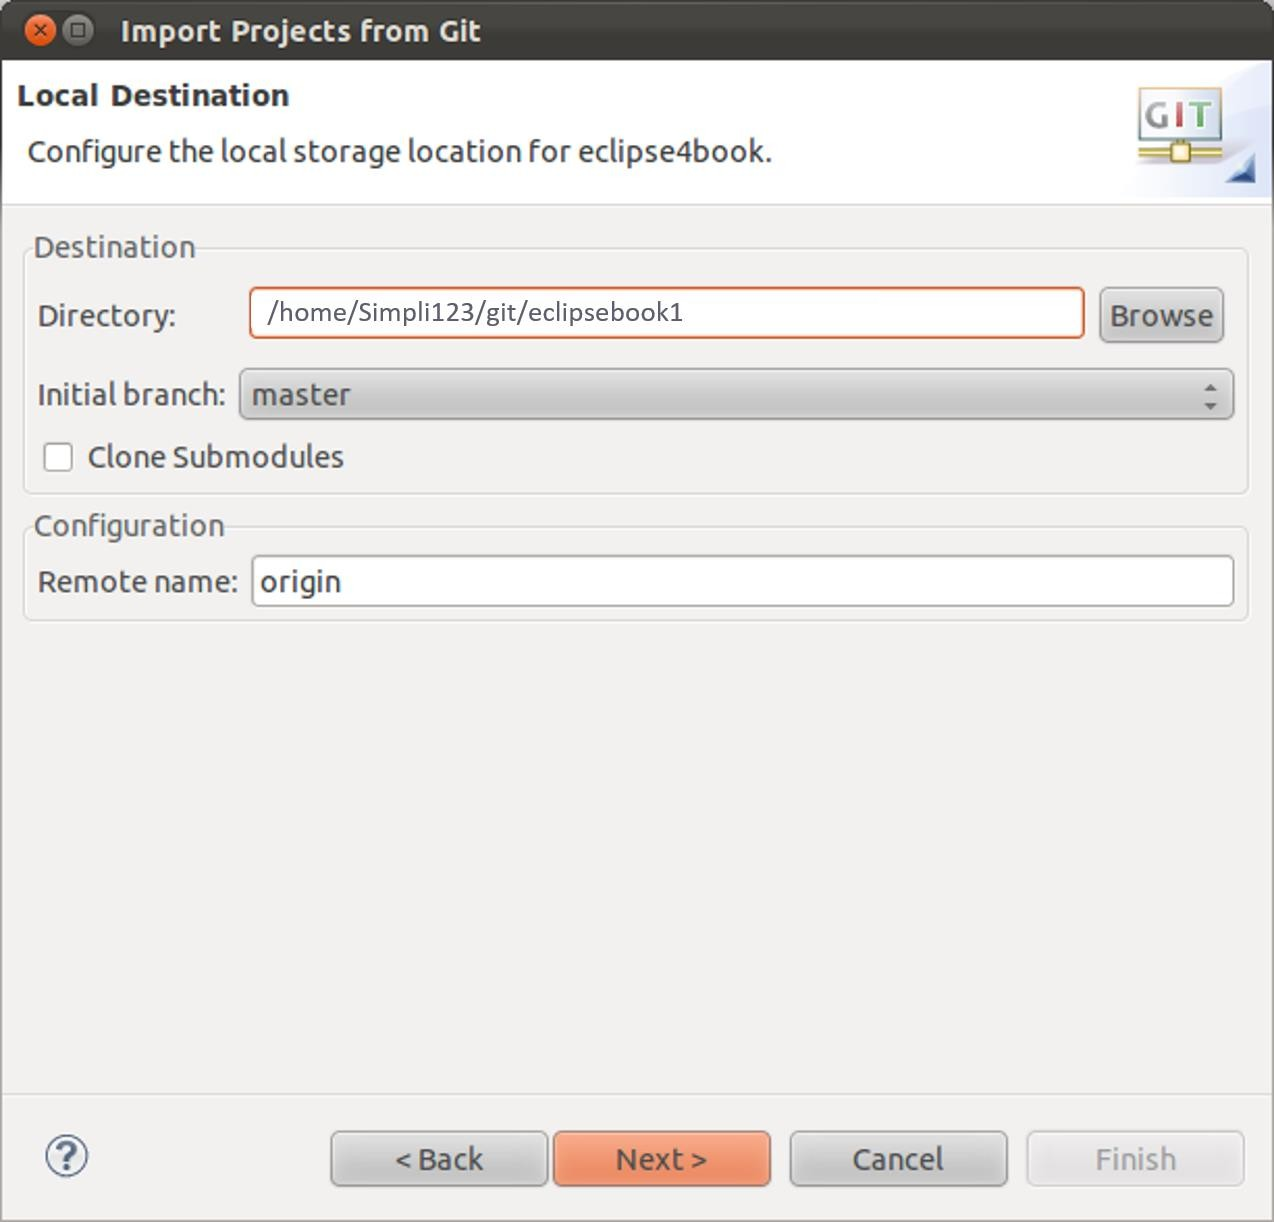 Import Projects from Git
Local Destination
Configure the local storage location for eclipse4book.
GIT
Destination
Directory: /home/Simpli123/git/eclipsebook1 Browse
Initial branch: master
Clone Submodules
Configuration
Remote name: origin
? < Back Next > Cancel Finish